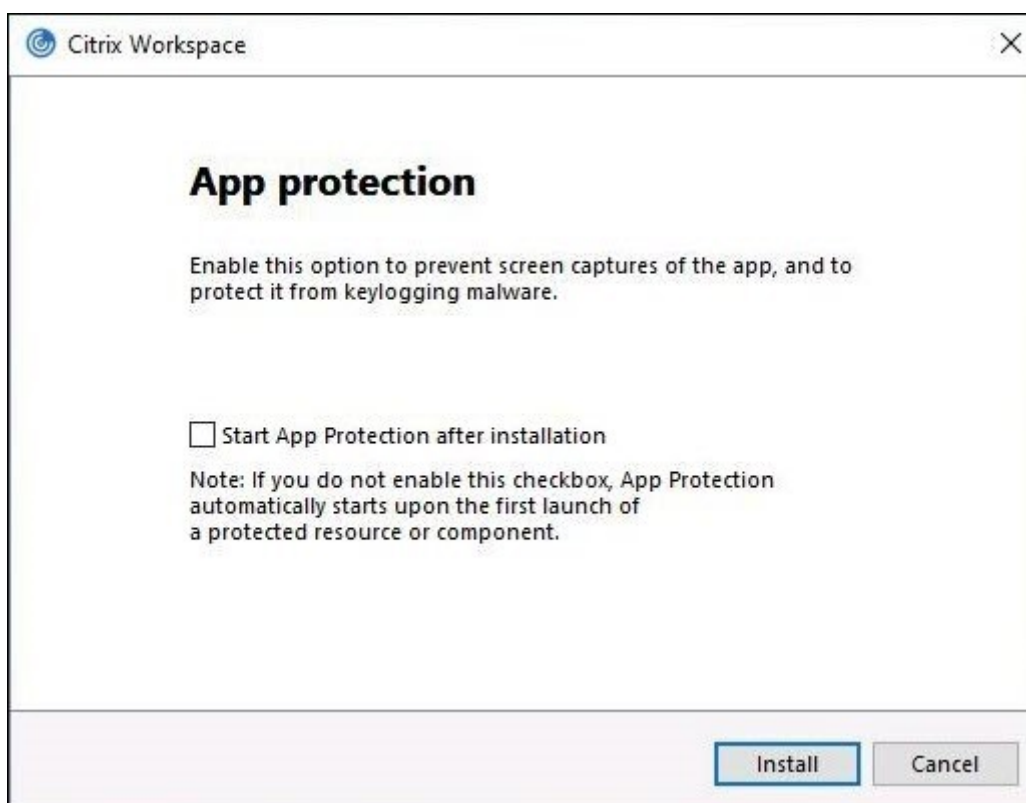 Citrix Workspace
App protection
Enable this option to prevent screen captures of the app, and to
protect it from keylogging malware.
Start App Protection after installation
Note: If you do not enable this checkbox, App Protection
automatically starts upon the first launch of
a protected resource or component.
Install Cancel